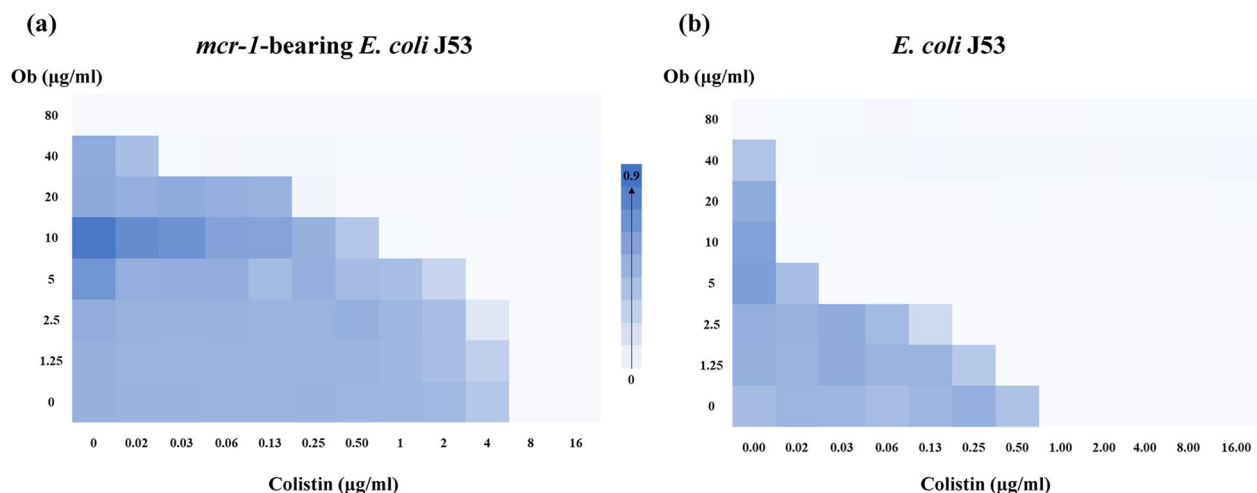 (a)
mcr-1-bearing E. coli J53
Ob (μg/ml)
80
40
20
10
5
2.5
1.25
0
0 0.02 0.03 0.06 0.13 0.25 0.50 1 2 4 8 16
Colistin (μg/ml)
0.9
0
(b)
E. coli J53
Ob (μg/ml)
80
40
20
10
5
2.5
1.25
0
0.00 0.02 0.03 0.06 0.13 0.25 0.50 1.00 2.00 4.00 8.00 16.00
Colistin (μg/ml)